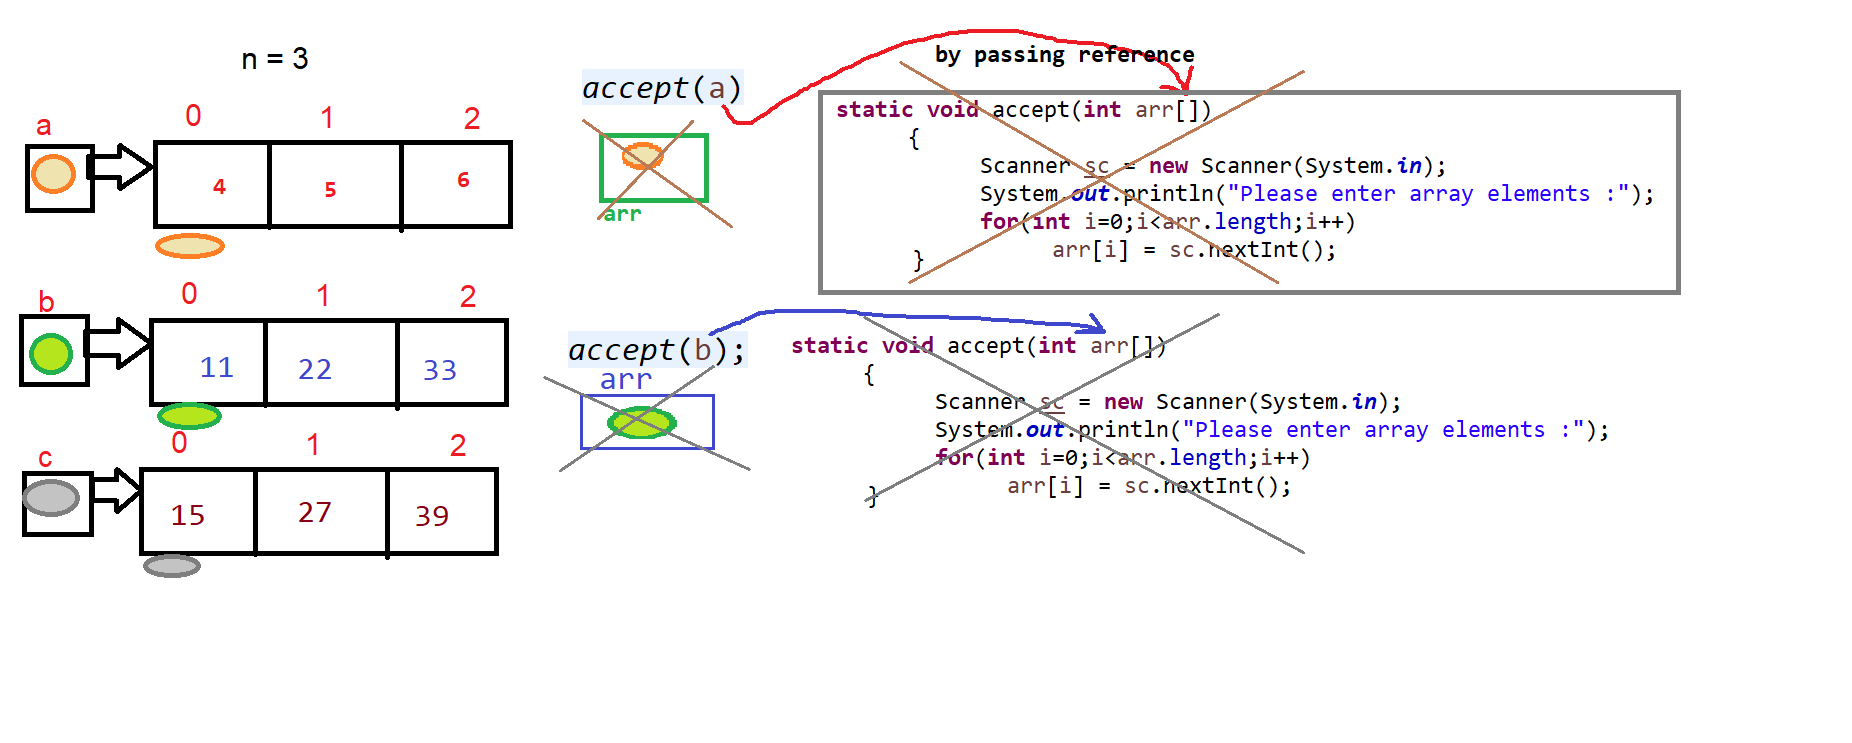 n = 3
by passing reference
accept(a)
a
0 1 2
4 5 6
arr
static void accept(int arr[])
{
Scanner sc = new Scanner(System.in);
System.out.println("Please enter array elements :");
for(int i=0;i<arr.length;i++)
arr[i] = sc.nextInt();
}
b
0 1 2
11 22 33
accept(b);
arr
static void accept(int arr[])
{
Scanner sc = new Scanner(System.in);
System.out.println("Please enter array elements :");
for(int i=0;i<arr.length;i++)
arr[i] = sc.nextInt();
}
c
0 1 2
15 27 39